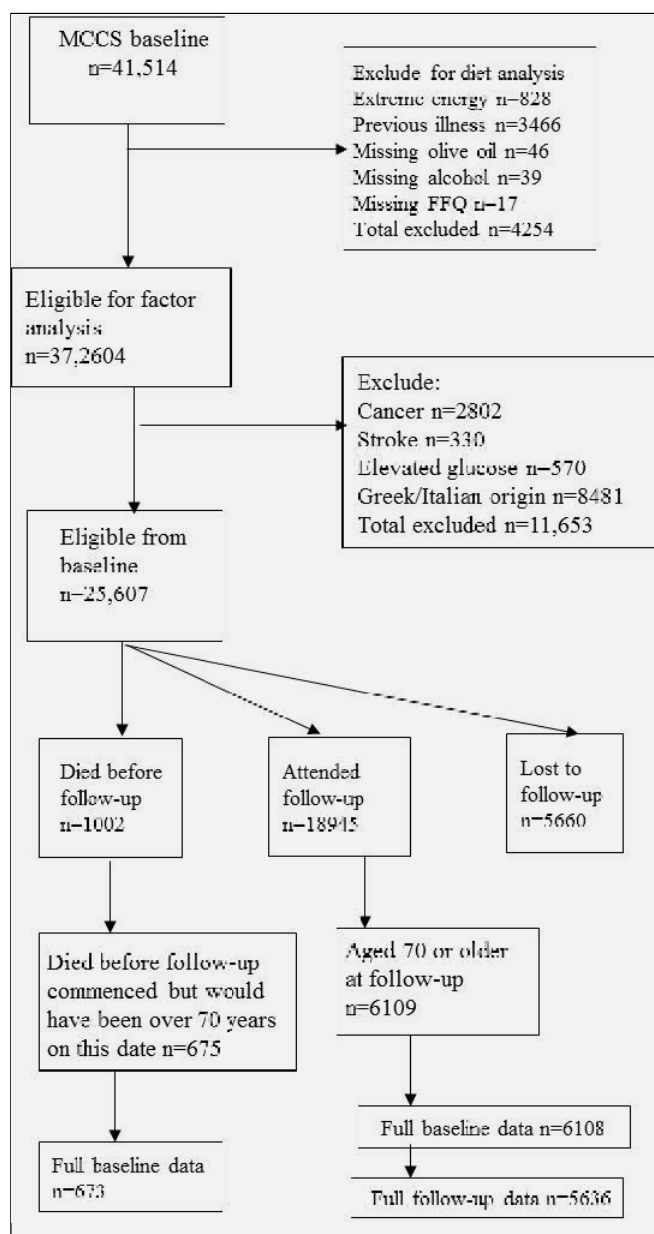 MCCS baseline
n=41,514
Exclude for diet analysis
Extreme energy n=828
Previous illness n=3466
Missing olive oil n=46
Missing alcohol n=39
Missing FFQ n=17
Total excluded n=4254
Eligible for factor
analysis
n=37,2604
Exclude:
Cancer n=2802
Stroke n=330
Elevated glucose n=570
Greek/Italian origin n=8481
Total excluded n=11,653
Eligible from
baseline
n=25,607
Died before
follow-up
n=1002
Attended
follow-up
n=18945
Lost to
follow-up
n=5660
Died before follow-up
commenced but would
have been over 70 years
on this date n=675
Aged 70 or older
at follow-up
n=6109
Full baseline data
n=673
Full baseline data n=6108
Full follow-up data n=5636